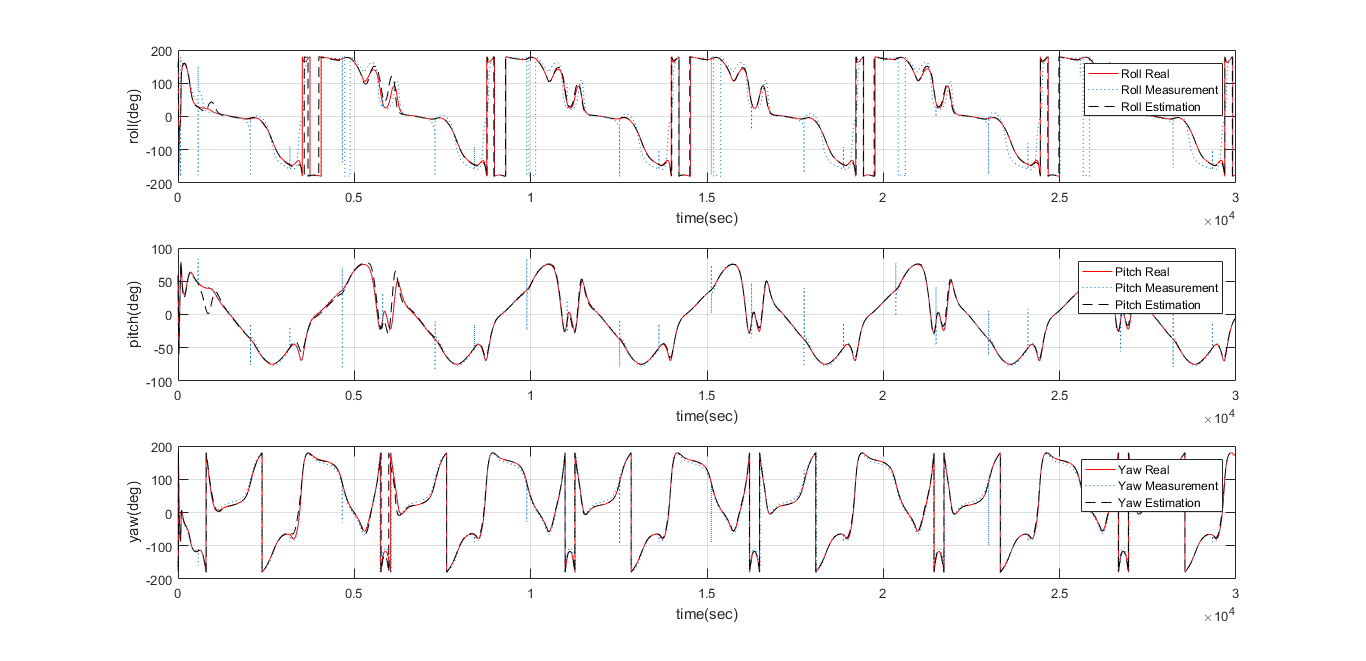 200
100
0
-100
-200
roll(deg)
0
0.5
1
1.5
2
2.5
3
time(sec)
×10^4
Roll Real
Roll Measurement
Roll Estimation
100
50
0
-50
-100
pitch(deg)
0
0.5
1
1.5
2
2.5
3
time(sec)
×10^4
Pitch Real
Pitch Measurement
Pitch Estimation
200
100
0
-100
-200
yaw(deg)
0
0.5
1
1.5
2
2.5
3
time(sec)
×10^4
Yaw Real
Yaw Measurement
Yaw Estimation